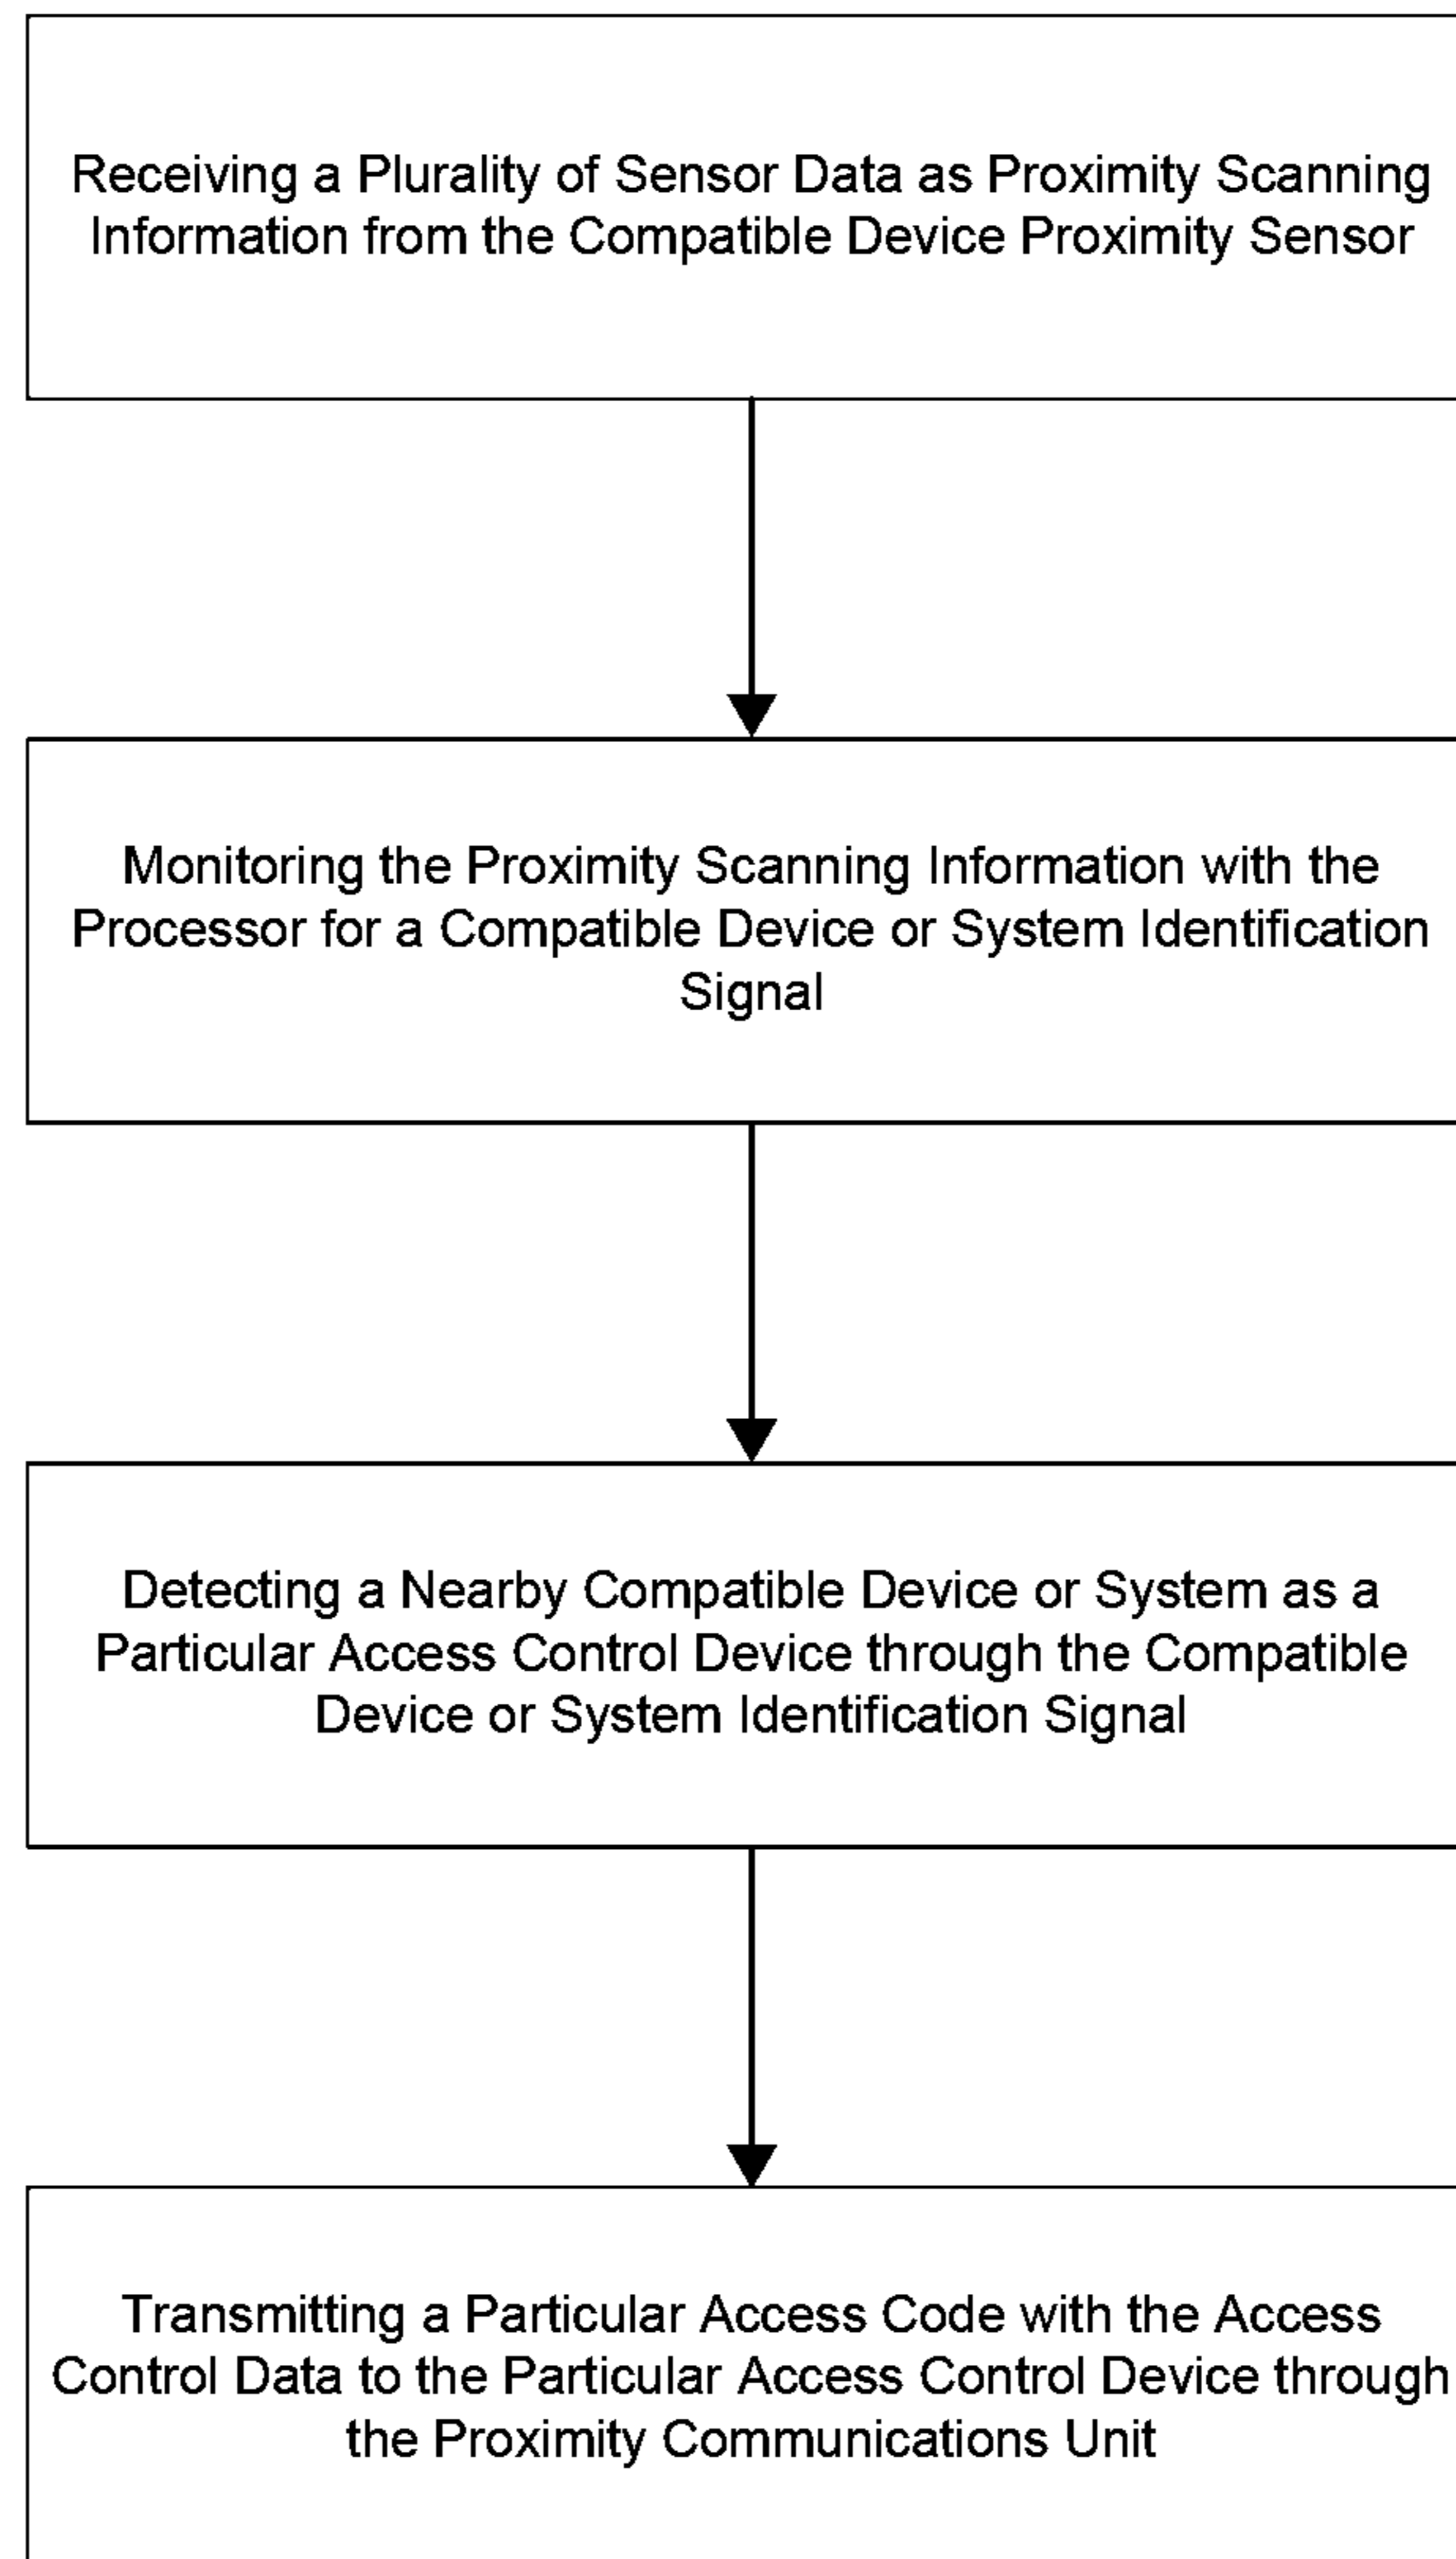 Receiving a Plurality of Sensor Data as Proximity Scanning
Information from the Compatible Device Proximity Sensor
Monitoring the Proximity Scanning Information with the
Processor for a Compatible Device or System Identification
Signal
Detecting a Nearby Compatible Device or System as a
Particular Access Control Device through the Compatible
Device or System Identification Signal
Transmitting a Particular Access Code with the Access
Control Data to the Particular Access Control Device through
the Proximity Communications Unit